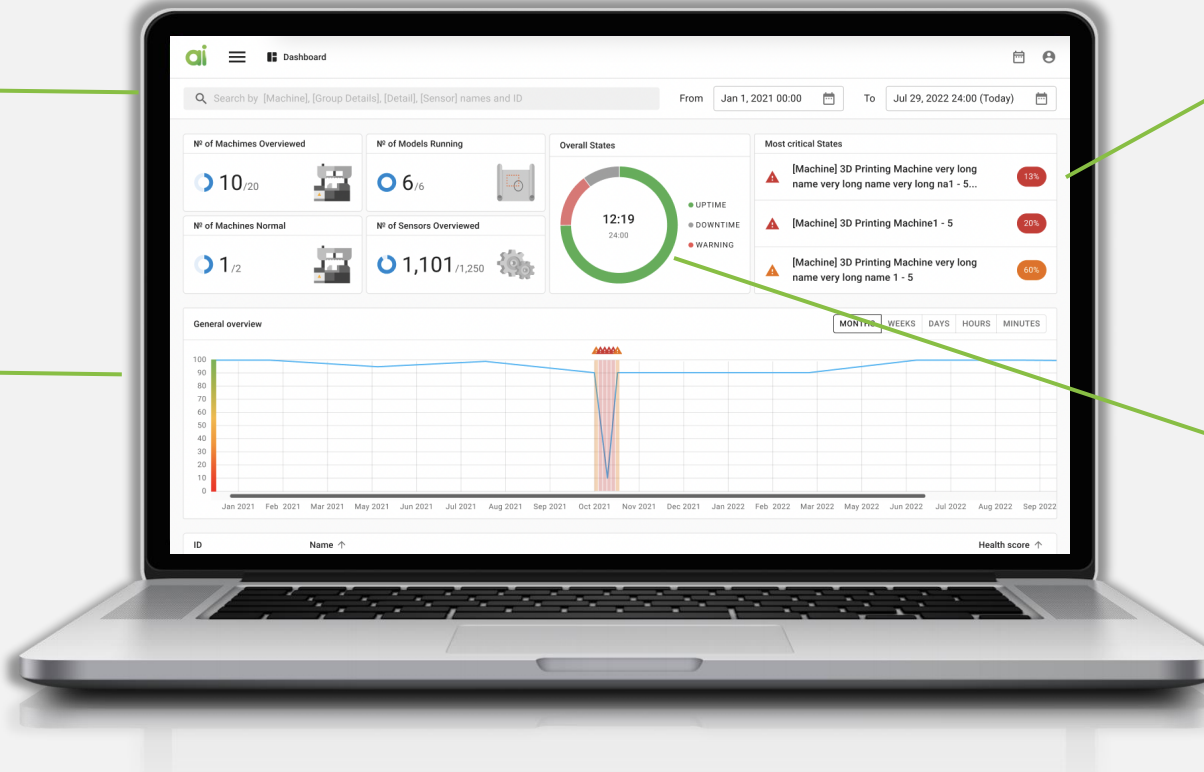 ai
Dashboard
Search by [Machine], [Group Details], [Detail], [Sensor] names and ID
From
Jan 1, 2021 00:00
To
Jul 29, 2022 24:00 (Today)
Nº of Machimes Overviewed
10/20
Nº of Models Running
6/6
Nº of Machines Normal
1/2
Nº of Sensors Overviewed
1,101/1,250
Overall States
12:19
24:00
UPTIME
DOWNTIME
WARNING
Most critical States
[Machine] 3D Printing Machine very long
name very long name very long na1 - 5...
13%
[Machine] 3D Printing Machine1 - 5
20%
[Machine] 3D Printing Machine very long
name very long name 1 - 5
60%
General overview
MONTHS WEEKS DAYS HOURS MINUTES
100
90
80
70
60
50
40
30
20
10
0
Jan 2021 Feb 2021 Mar 2021 May 2021 Jun 2021 Jul 2021 Aug 2021 Sep 2021 Oct 2021 Nov 2021 Dec 2021 Jan 2022 Feb 2022 Mar 2022 May 2022 Jun 2022 Jul 2022 Aug 2022 Sep 2022
ID Name Health score